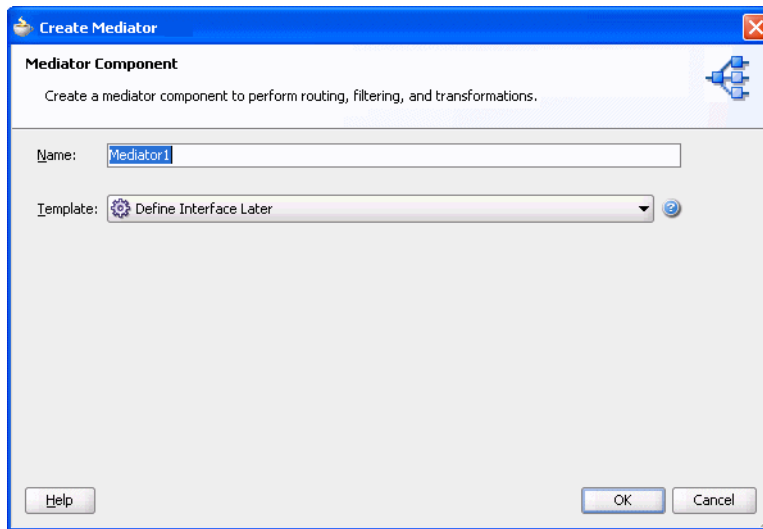 Create Mediator
Mediator Component
Create a mediator component to perform routing, filtering, and transformations.
Name: Mediator1
Template: Define Interface Later
Help OK Cancel